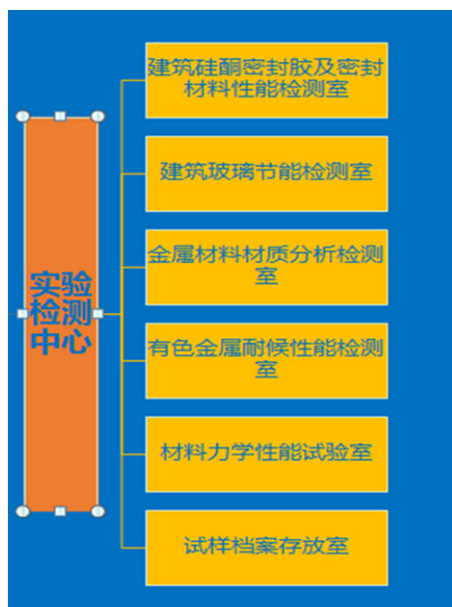 建筑硅酮密封胶及密封
材料性能检测室
建筑玻璃节能检测室
金属材料材质分析检测
室
实验
检测
中心
有色金属耐候性能检测
室
材料力学性能试验室
试样档案存放室